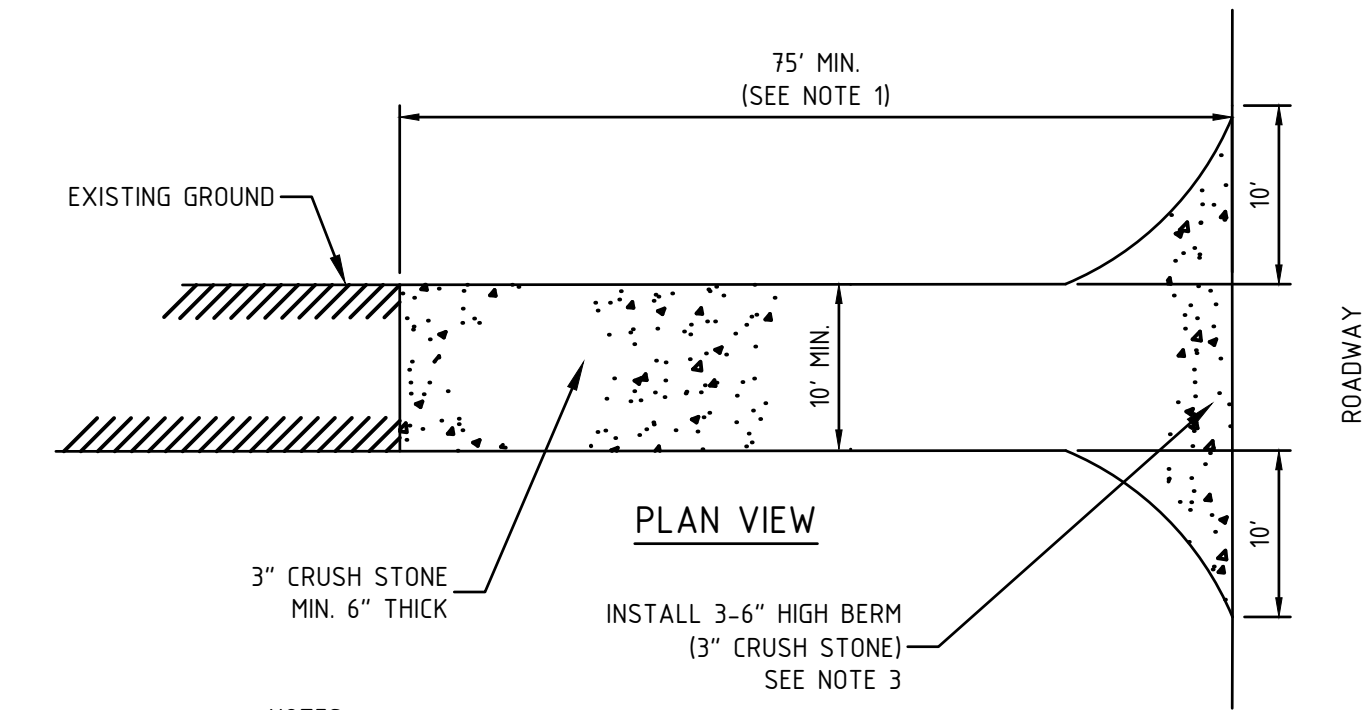 75' MIN.
(SEE NOTE 1)
EXISTING GROUND
10'
10' MIN.
ROADWAY
10'
PLAN VIEW
3" CRUSH STONE
MIN. 6" THICK
INSTALL 3-6" HIGH BERM
(3" CRUSH STONE)
SEE NOTE 3